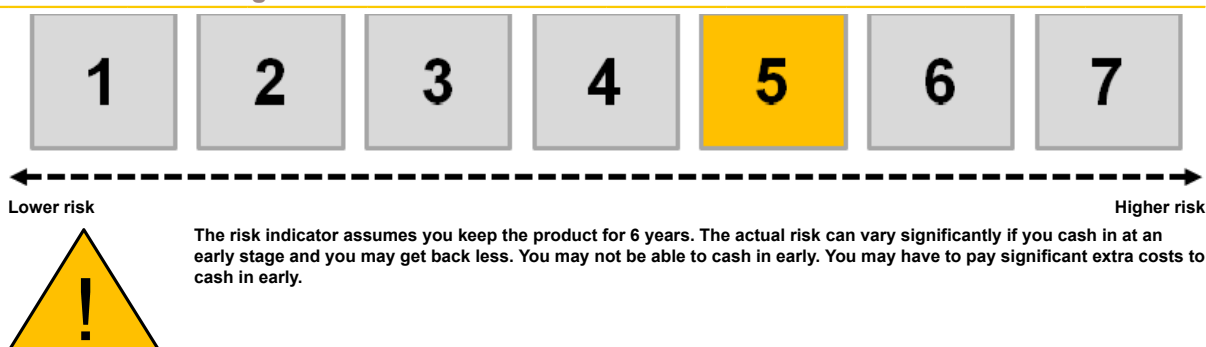 1 2 3 4 5 6 7
Lower risk Higher risk
The risk indicator assumes you keep the product for 6 years. The actual risk can vary significantly if you cash in at an
early stage and you may get back less. You may not be able to cash in early. You may have to pay significant extra costs to
cash in early.
!